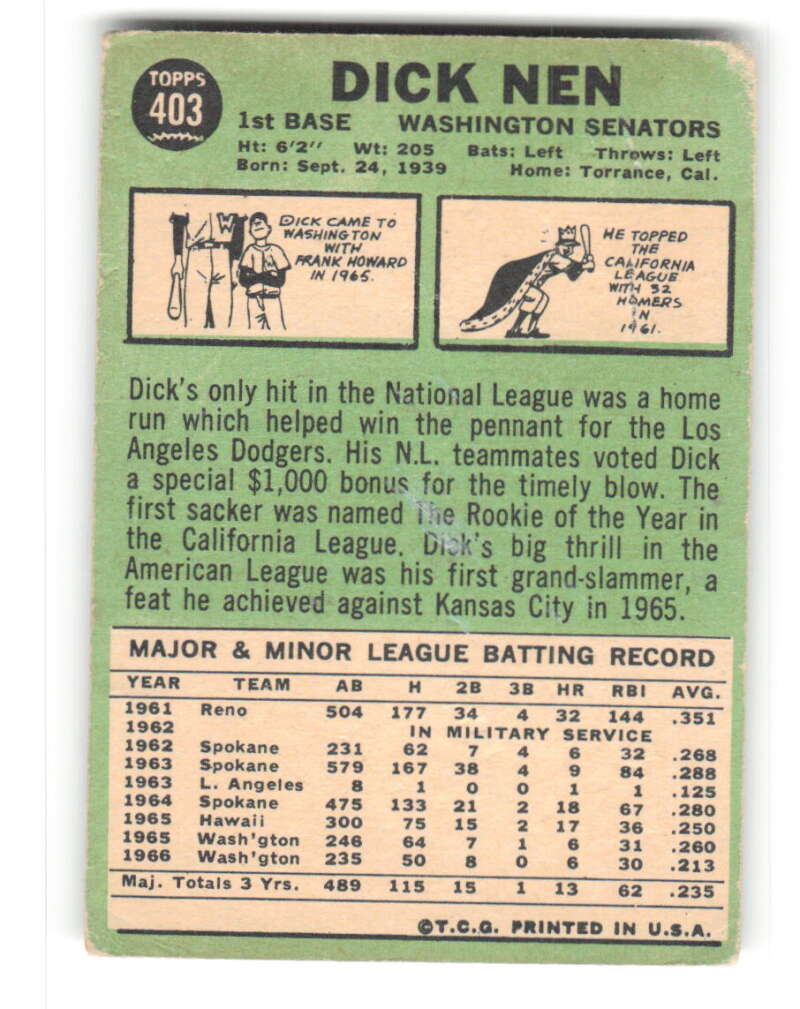 TOPPS
403
DICK NEN
1st BASE WASHINGTON SENATORS
Ht: 6'2" Wt: 205 Bats: Left Throws: Left
Born: Sept. 24, 1939 Home: Torrance, Cal.
W
DICK CAME TO
WASHINGTON
WITH
FRANK HOWARD
IN 1965.
HE TOPPED
THE
CALIFORNIA
LEAGUE
WITH 32
HOMERS
IN
1961.
Dick's only hit in the National League was a home
run which helped win the pennant for the Los
Angeles Dodgers. His N.L. teammates voted Dick
a special $1,000 bonus for the timely blow. The
first sacker was named The Rookie of the Year in
the California League. Dick's big thrill in the
American League was his first grand-slammer, a
feat he achieved against Kansas City in 1965.
MAJOR & MINOR LEAGUE BATTING RECORD
YEAR TEAM AB H 2B 3B HR RBI AVG.
1961 Reno 504 177 34 4 32 144 .351
1962 IN MILITARY SERVICE
1962 Spokane 231 62 7 4 6 32 .268
1963 Spokane 579 167 38 4 9 84 .288
1963 L. Angeles 8 1 0 0 1 1 .125
1964 Spokane 475 133 21 2 18 67 .280
1965 Hawaii 300 75 15 2 17 36 .250
1965 Wash'gton 246 64 7 1 6 31 .260
1966 Wash'gton 235 50 8 0 6 30 .213
Maj. Totals 3 Yrs. 489 115 15 1 13 62 .235
©T.C.G. PRINTED IN U.S.A.